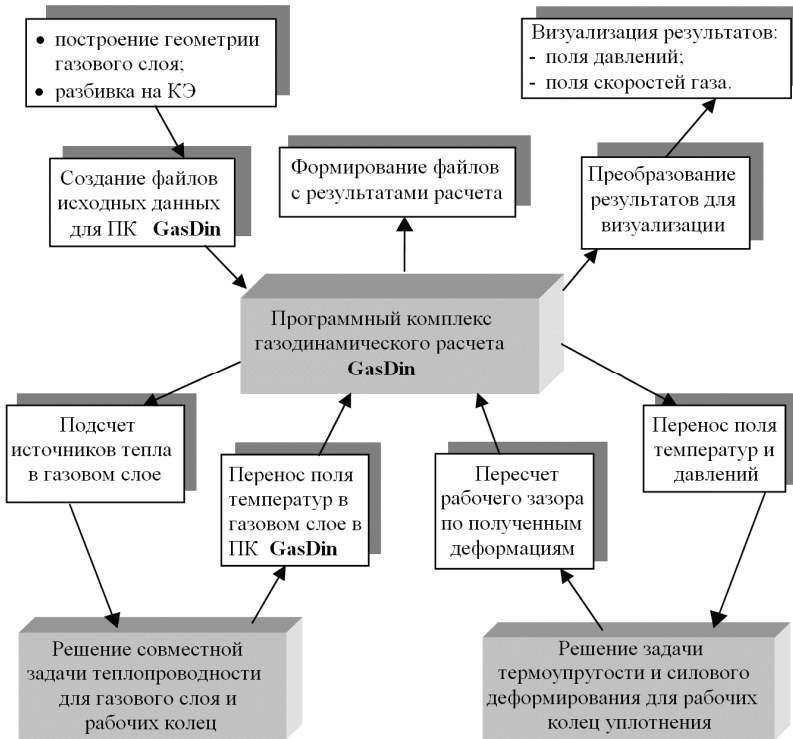 • построение геометрии
газового слоя;
• разбивка на КЭ
Визуализация результатов:
- поля давлений;
- поля скоростей газа.
Создание файлов
исходных данных
для ПК GasDin
Формирование файлов
с результатами расчета
Преобразование
результатов для
визуализации
Программный комплекс
газодинамического расчета
GasDin
Подсчет
источников тепла
в газовом слое
Перенос поля
температур в
газовом слое в
ПК GasDin
Пересчет
рабочего зазора
по полученным
деформациям
Перенос поля
температур и
давлений
Решение совместной
задачи теплопроводности
для газового слоя и
рабочих колец
Решение задачи
термоупругости и силового
деформирования для рабочих
колец уплотнения